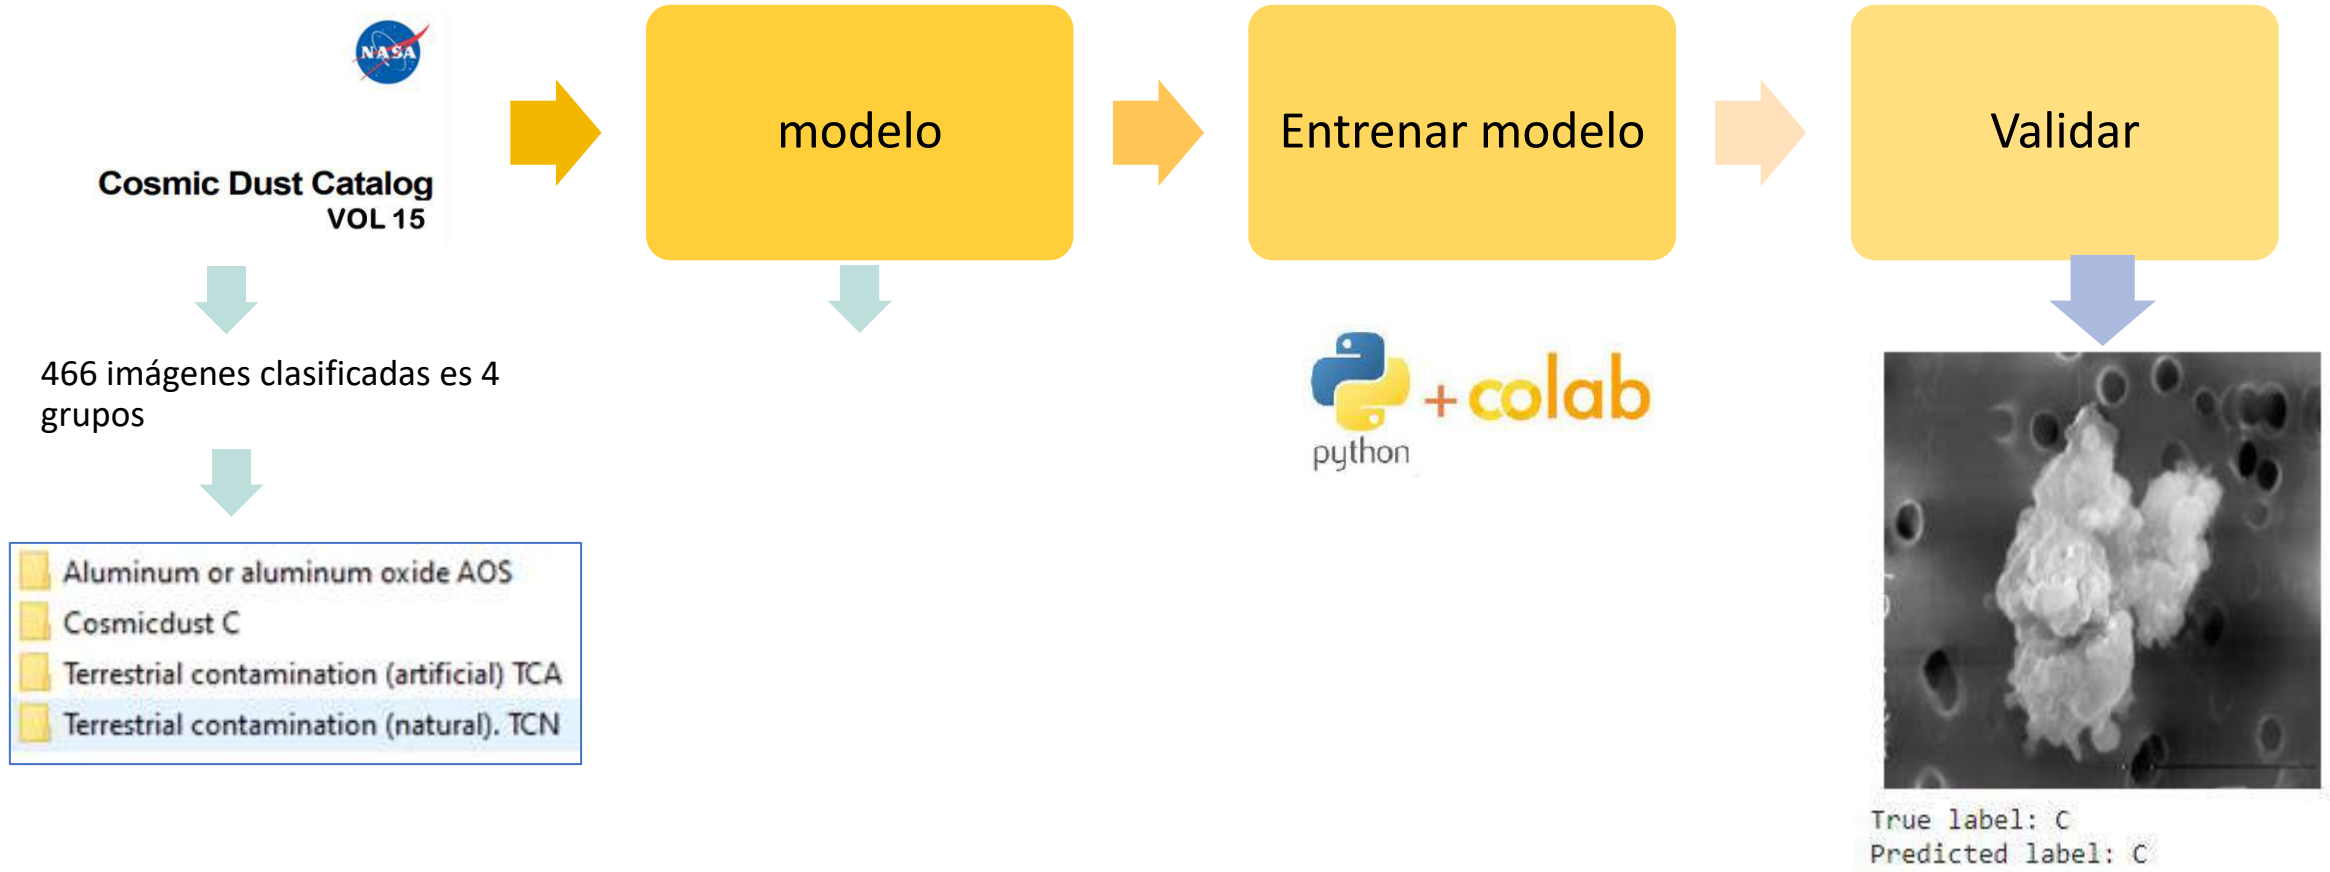 NASA
Cosmic Dust Catalog
VOL 15
modelo
Entrenar modelo
Validar
466 imágenes clasificadas es 4
grupos
python
+ colab
Aluminum or aluminum oxide AOS
Cosmicdust C
Terrestrial contamination (artificial) TCA
Terrestrial contamination (natural). TCN
True label: C
Predicted label: C